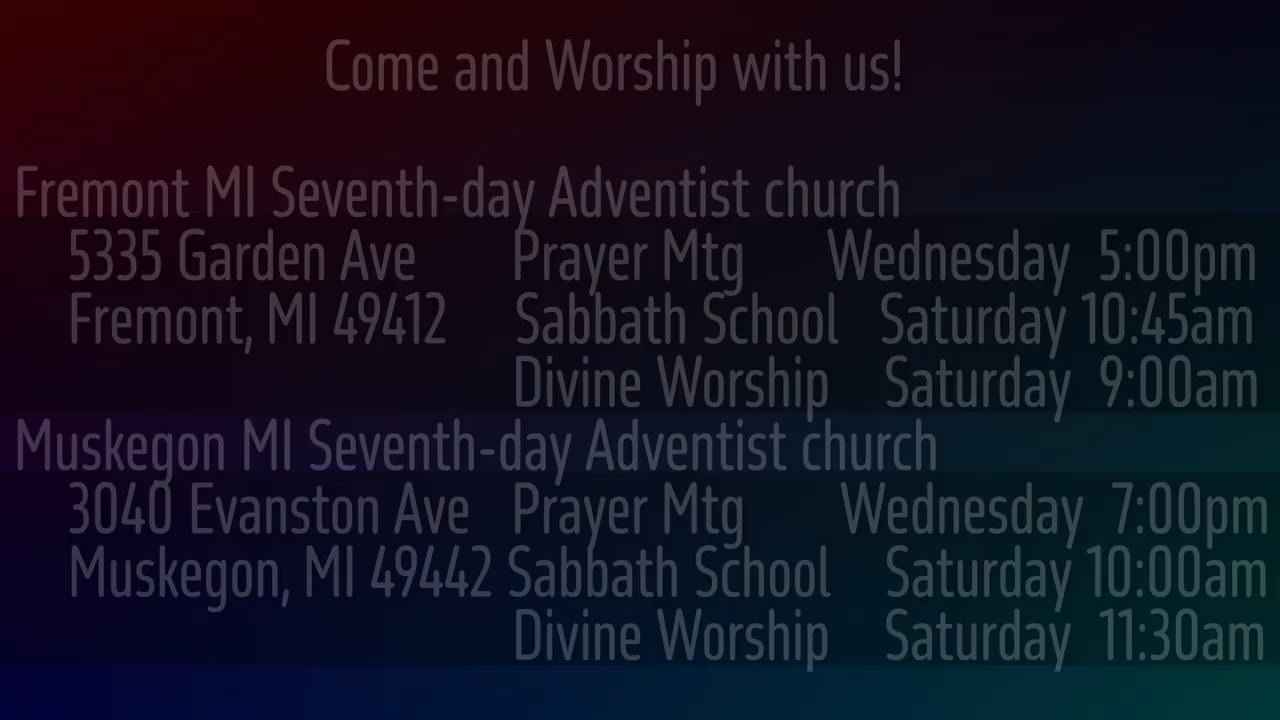 Come and Worship with us!
Fremont MI Seventh-day Adventist church
5335 Garden Ave Prayer Mtg Wednesday 5:00pm
Fremont, MI 49412 Sabbath School Saturday 10:45am
Divine Worship Saturday 9:00am
Muskegon MI Seventh-day Adventist church
3040 Evanston Ave Prayer Mtg Wednesday 7:00pm
Muskegon, MI 49442 Sabbath School Saturday 10:00am
Divine Worship Saturday 11:30am